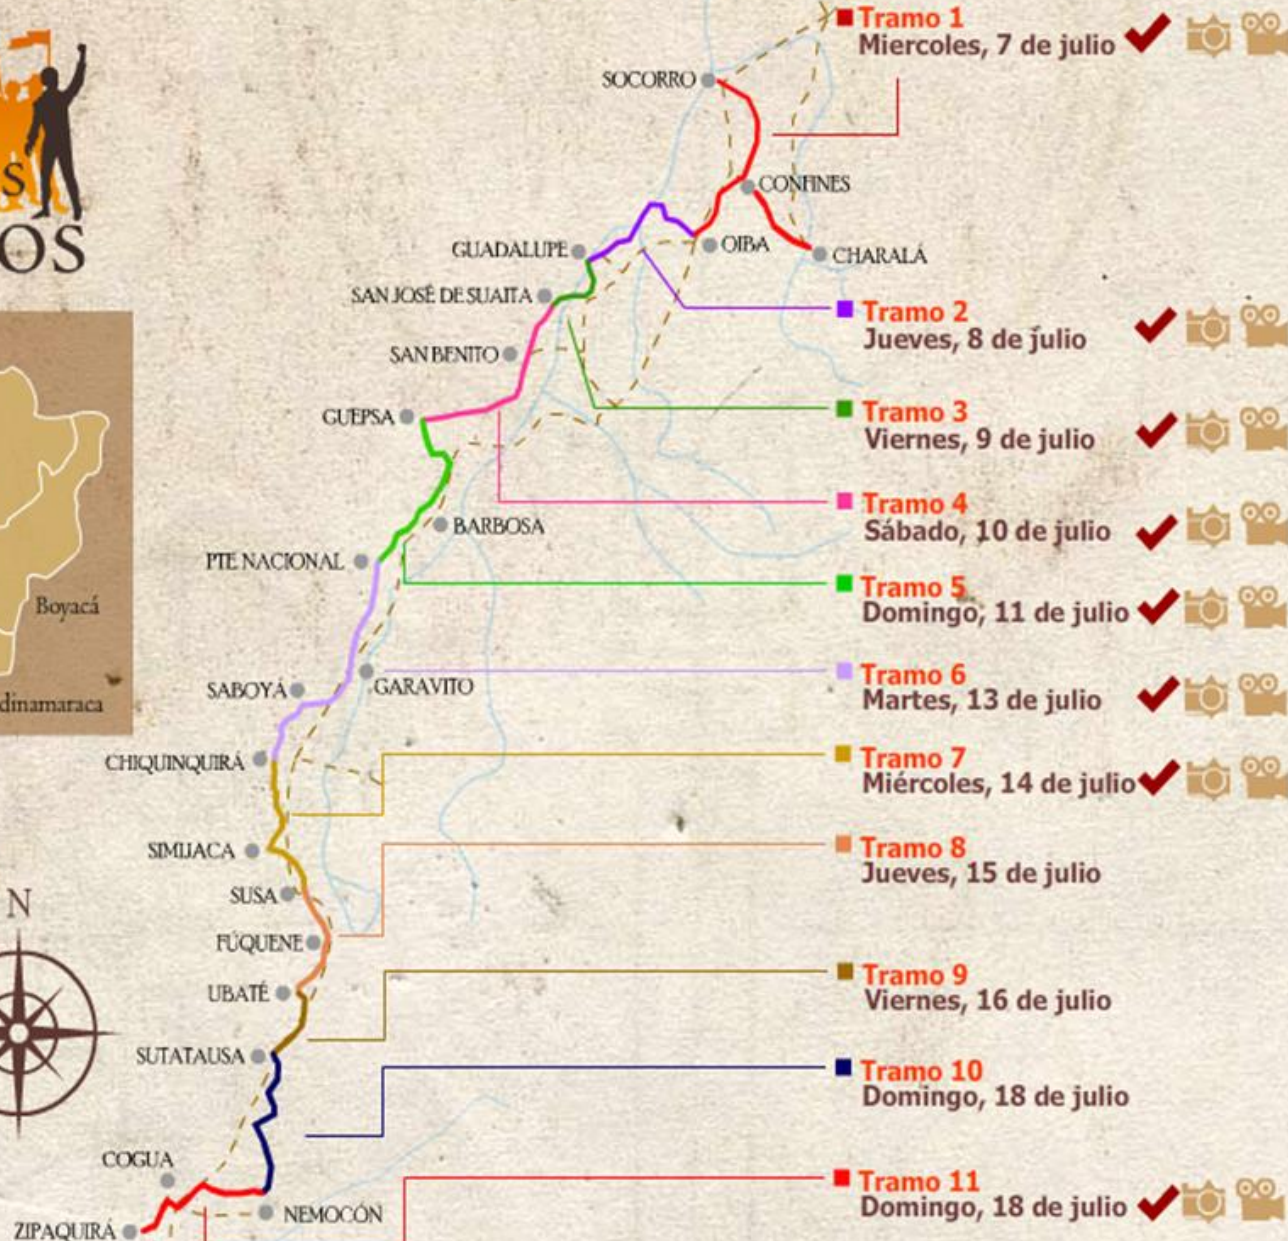 Tramo 1
Miercoles, 7 de julio
SOCORRO
CONFINES
S
OS
GUADALUPE
OIBA
CHARALÁ
SAN JOSÉ DE SUAITA
Tramo 2
Jueves, 8 de julio
SAN BENITO
GUEPSA
Tramo 3
Viernes, 9 de julio
Tramo 4
Sábado, 10 de julio
BARBOSA
PTE NACIONAL
Tramo 5
Domingo, 11 de julio
Boyacá
Tramo 6
Martes, 13 de julio
SABOYÁ
GARAVITO
dinamaraca
CHIQUINQUIRÁ
Tramo 7
Miércoles, 14 de julio
SIMIJACA
Tramo 8
Jueves, 15 de julio
SUSA
N
FÚQUENE
UBATÉ
Tramo 9
Viernes, 16 de julio
SUTATAUSA
Tramo 10
Domingo, 18 de julio
COGUA
Tramo 11
Domingo, 18 de julio
NEMOCÓN
ZIPAQUIRÁ